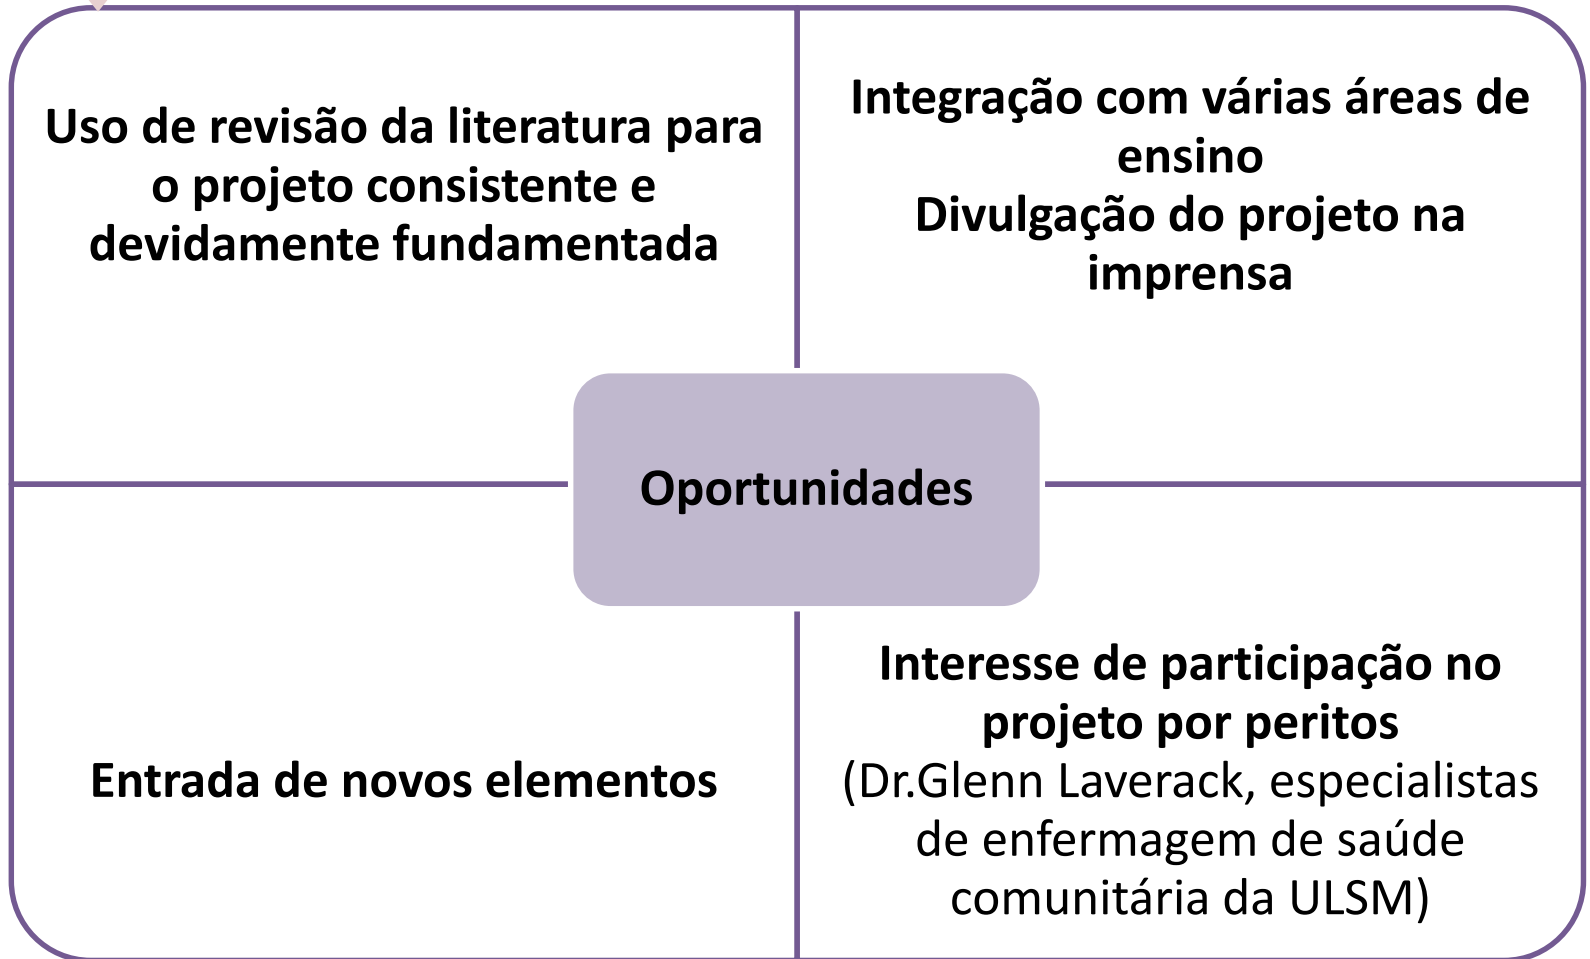 Uso de revisão da literatura para
o projeto consistente e
devidamente fundamentada
Integração com várias áreas de
ensino
Divulgação do projeto na
imprensa
Oportunidades
Entrada de novos elementos
Interesse de participação no
projeto por peritos
(Dr.Glenn Laverack, especialistas
de enfermagem de saúde
comunitária da ULSM)